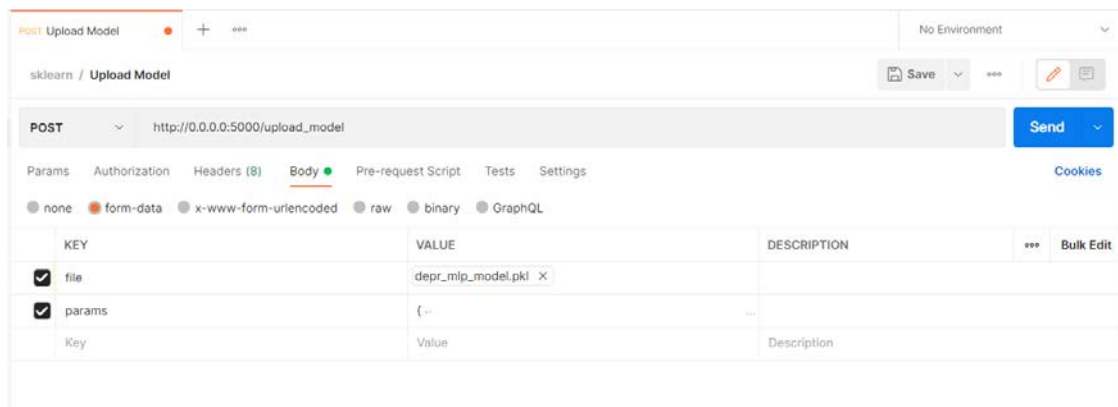 POST Upload Model + ooo No Environment
sklearn / Upload Model Save ooo
POST http://0.0.0.0:5000/upload_model Send
Params Authorization Headers (8) Body Pre-request Script Tests Settings Cookies
none form-data x-www-form-urlencoded raw binary GraphQL
KEY VALUE DESCRIPTION ooo Bulk Edit
file depr_mlp_model.pkl ×
params { ↵ ...
Key Value Description